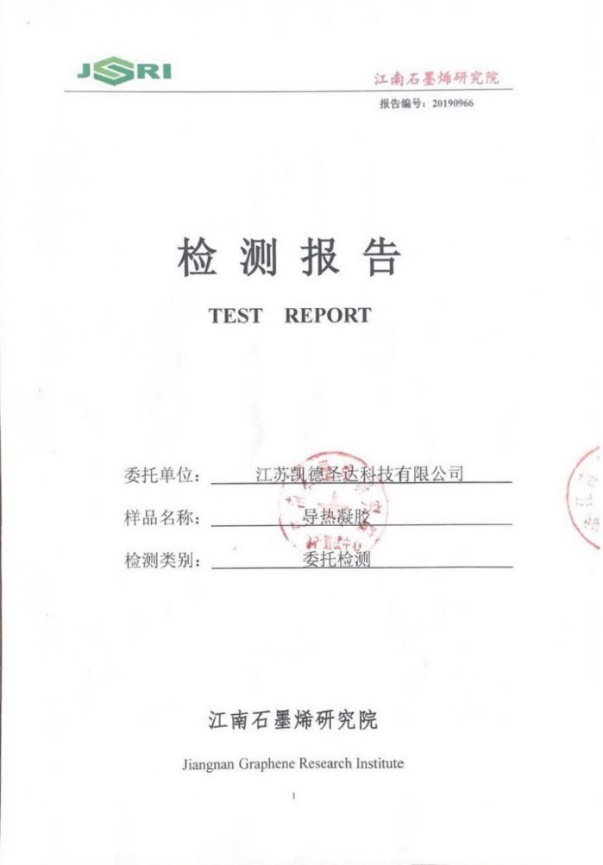 JSRI
江南石墨烯研究院
报告编号：20190966
检测报告
TEST REPORT
委托单位：江苏凯德圣达科技有限公司
样品名称：导热凝胶
检测类别：委托检测
江南石墨烯研究院
Jiangnan Graphene Research Institute
1